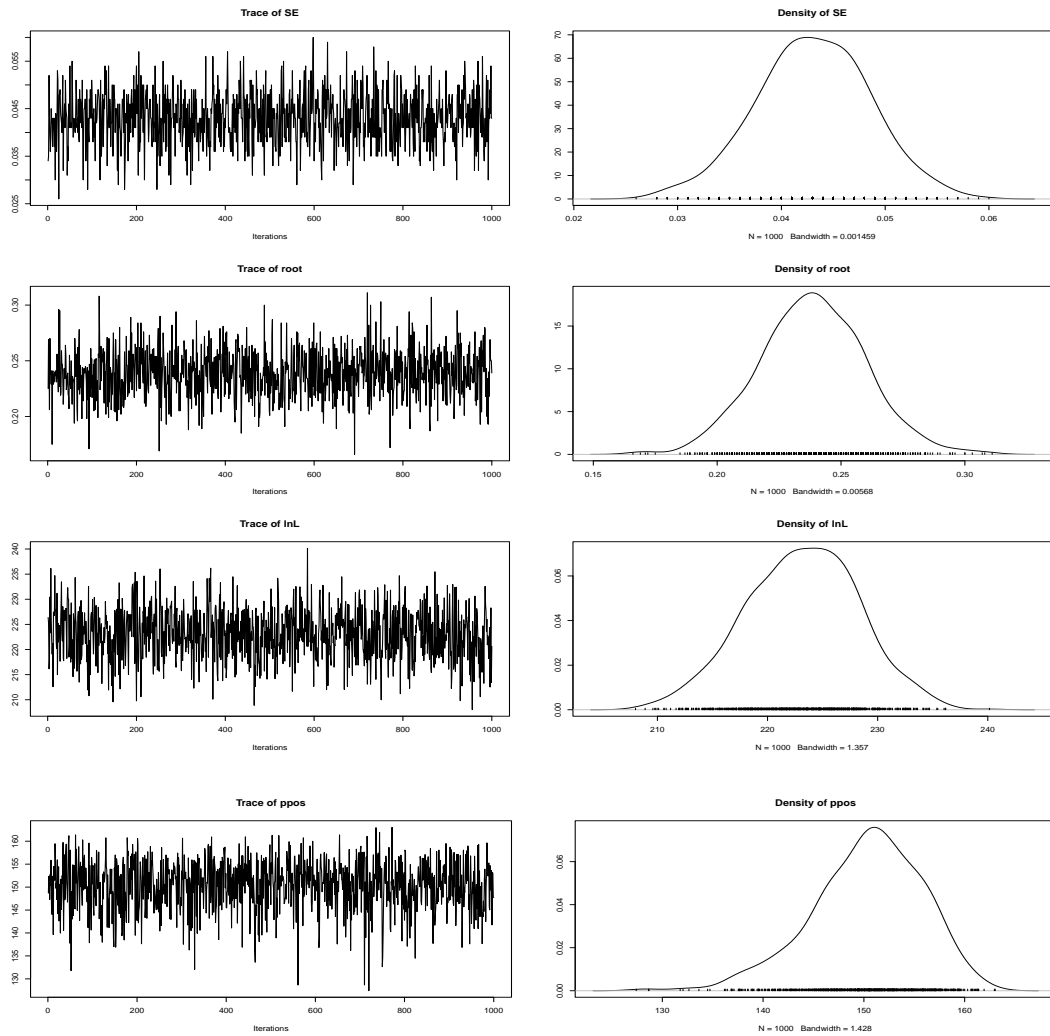 Trace of SE
0.025 0.035 0.045 0.055
0 200 400 600 800 1000
Iterations
Density of SE
0 10 20 30 40 50 60 70
0.02 0.03 0.04 0.05 0.06
N = 1000 Bandwidth = 0.001459
Trace of root
0.20 0.25 0.30
0 200 400 600 800 1000
Iterations
Density of root
0 5 10 15
0.15 0.20 0.25 0.30
N = 1000 Bandwidth = 0.00568
Trace of lnL
210 215 220 225 230 235 240
0 200 400 600 800 1000
Iterations
Density of lnL
0.00 0.02 0.04 0.06
210 220 230 240
N = 1000 Bandwidth = 1.357
Trace of ppos
130 135 140 145 150 155 160
0 200 400 600 800 1000
Iterations
Density of ppos
0.00 0.02 0.04 0.06
130 140 150 160
N = 1000 Bandwidth = 1.428